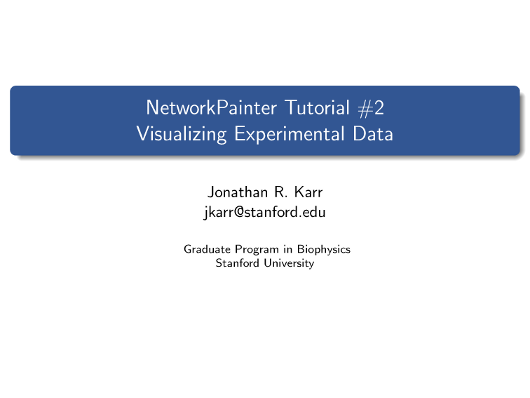 NetworkPainter Tutorial #2
Visualizing Experimental Data
Jonathan R. Karr
jkarr@stanford.edu
Graduate Program in Biophysics
Stanford University